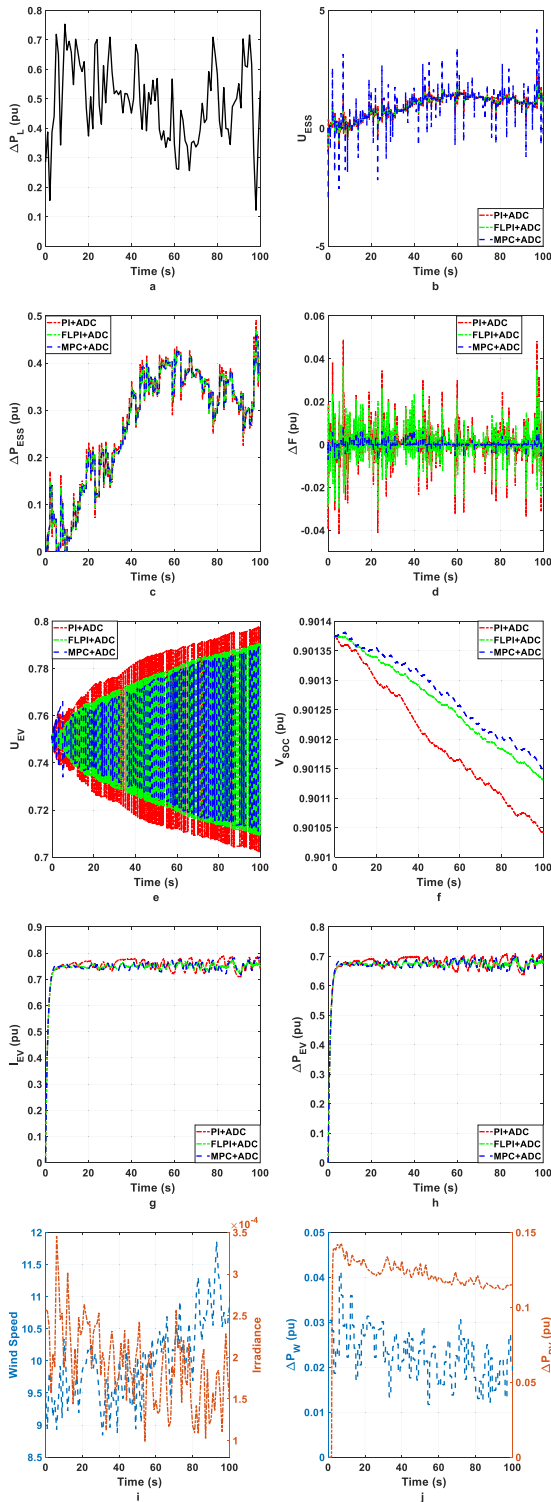 0.8
0.7
0.6
0.5
0.4
0.3
0.2
0.1
0
ΔP_L (pu)
0 20 40 60 80 100
Time (s)
a
5
0
-5
U_ESS
PI+ADC
FLPI+ADC
MPC+ADC
0 20 40 60 80 100
Time (s)
b
0.5
0.4
0.3
0.2
0.1
0
ΔP_ESS (pu)
PI+ADC
FLPI+ADC
MPC+ADC
0 20 40 60 80 100
Time (s)
c
0.06
0.04
0.02
0
-0.02
-0.04
ΔF (pu)
PI+ADC
FLPI+ADC
MPC+ADC
0 20 40 60 80 100
Time (s)
d
0.8
0.78
0.76
0.74
0.72
0.7
U_EV
PI+ADC
FLPI+ADC
MPC+ADC
0 20 40 60 80 100
Time (s)
e
0.9014
0.90135
0.9013
0.90125
0.9012
0.90115
0.9011
0.90105
0.901
V_SOC (pu)
PI+ADC
FLPI+ADC
MPC+ADC
0 20 40 60 80 100
Time (s)
f
0.9
0.8
0.7
0.6
0.5
0.4
0.3
0.2
0.1
0
I_EV (pu)
PI+ADC
FLPI+ADC
MPC+ADC
0 20 40 60 80 100
Time (s)
g
0.8
0.7
0.6
0.5
0.4
0.3
0.2
0.1
0
ΔP_EV (pu)
PI+ADC
FLPI+ADC
MPC+ADC
0 20 40 60 80 100
Time (s)
h
12
11.5
11
10.5
10
9.5
9
8.5
Wind Speed
×10⁻⁴
3.5
3
2.5
2
1.5
1
Irradiance
0 20 40 60 80 100
Time (s)
i
0.05
0.04
0.03
0.02
0.01
0
ΔP_W (pu)
0.15
0.1
0.05
0
(pu)
0 20 40 60 80 100
Time (s)
j